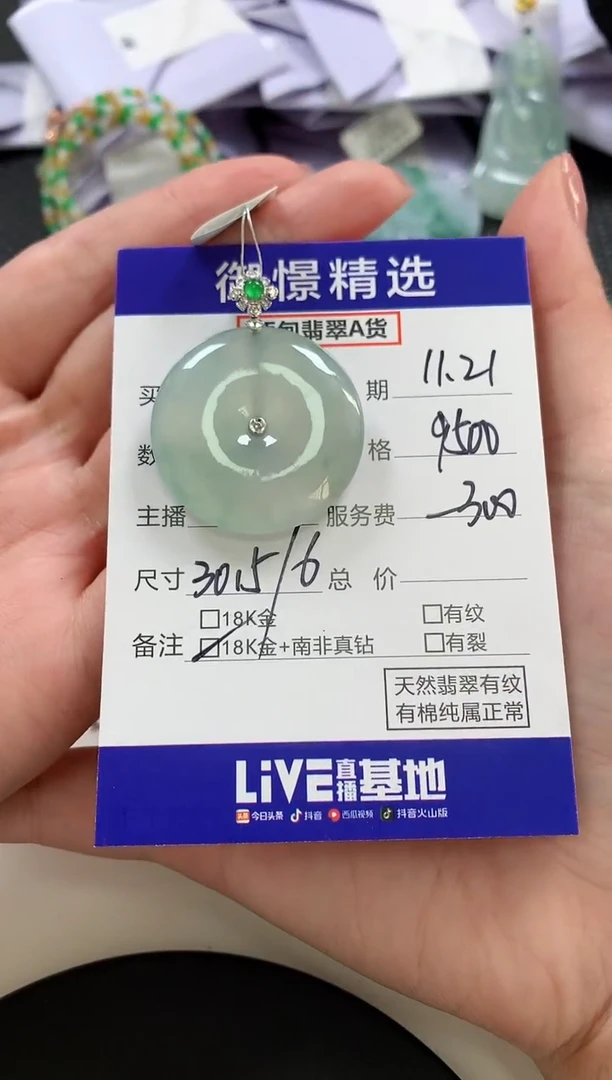 御憬精选
翡翠A货
买 期 11.21
数 格 9500
主播 服务费 300
尺寸 30.5/6 总 价
□18K金 □有纹
备注 □18K金+南非真钻 □有裂
天然翡翠有纹
有棉纯属正常
LiVE直播基地
头条 今日头条 抖音 西瓜视频 抖音火山版